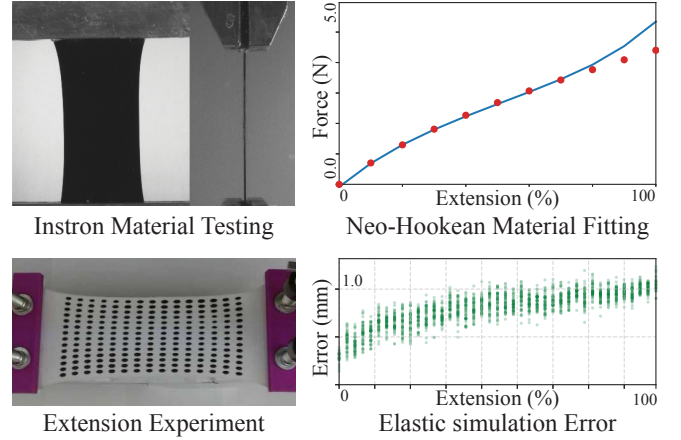 5.0
Force (N)
0.0
0
Extension (%)
100
Instron Material Testing
Neo-Hookean Material Fitting
1.0
Error (mm)
0
Extension (%)
100
Extension Experiment
Elastic simulation Error